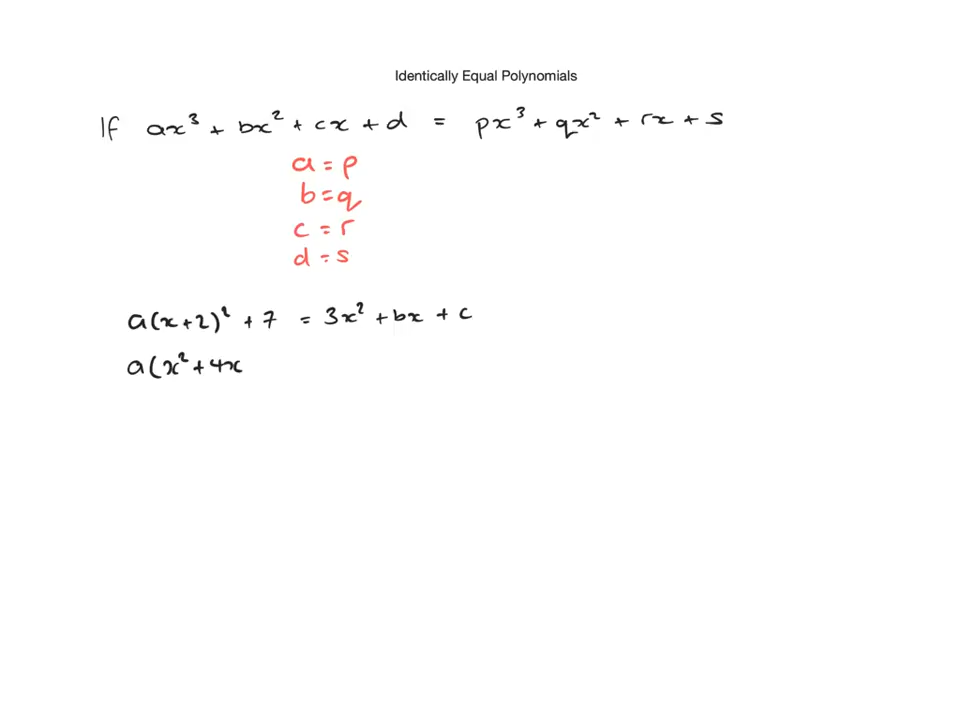 Identically Equal Polynomials
If ax³ + bx² + cx + d = px³ + qx² + rx + s
a = p
b = q
c = r
d = s
a(x+2)² + 7 = 3x² + bx + c
a(x² + 4x